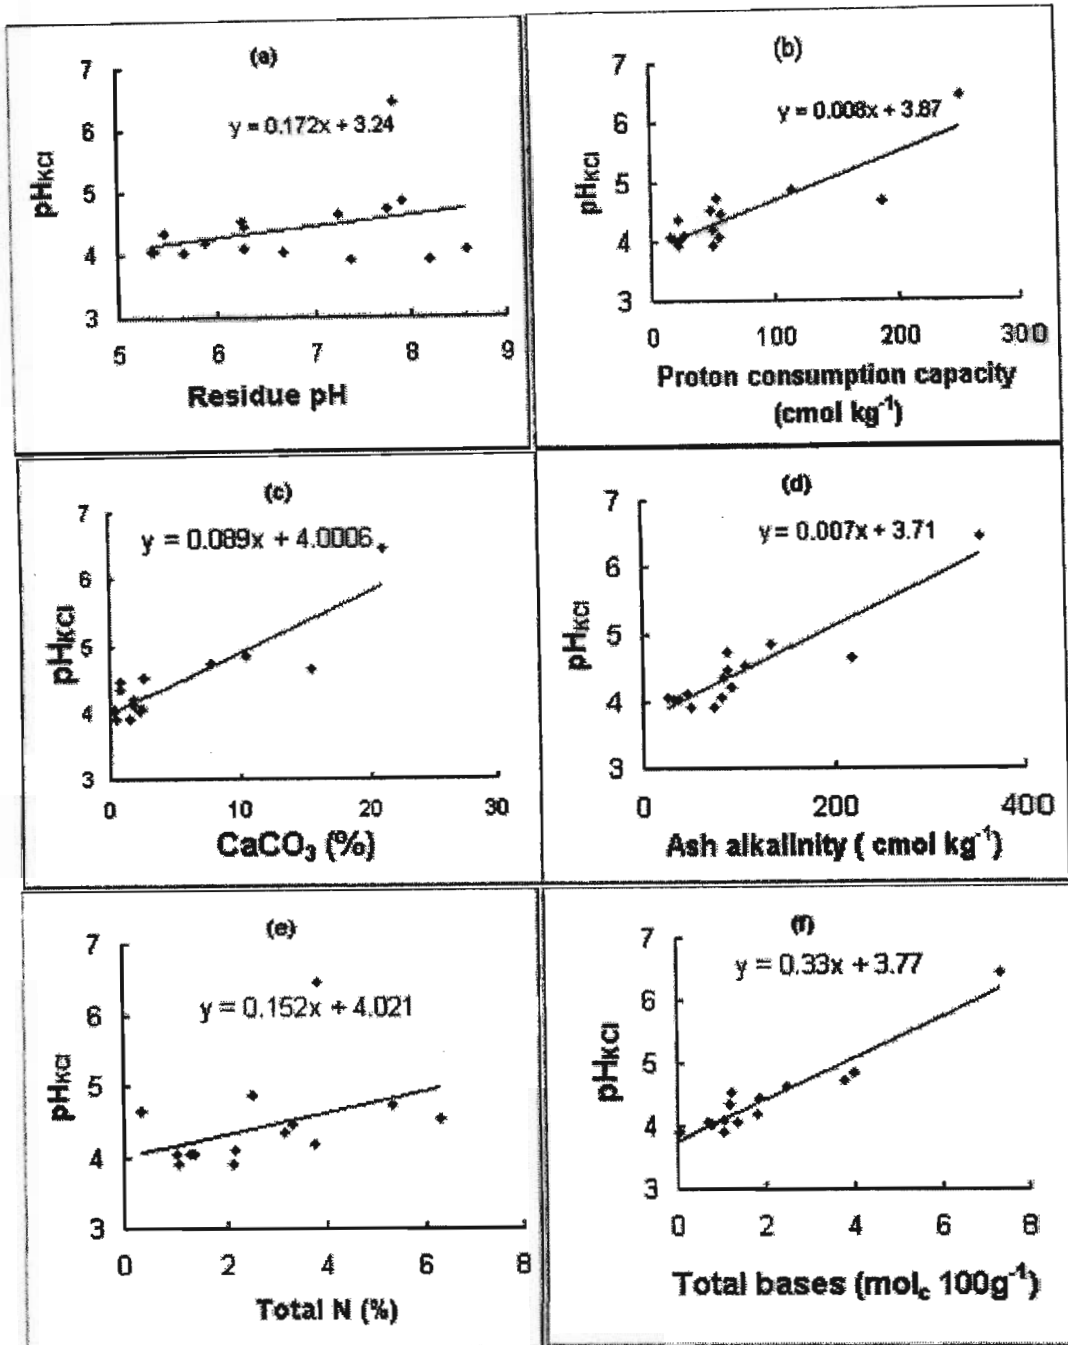 (a)
7
6
5
4
3
pHKCl
y = 0.172x + 3.24
5 6 7 8 9
Residue pH
(b)
7
6
5
4
3
pHKCl
y = 0.008x + 3.87
0 100 200 300
Proton consumption capacity
(cmol kg⁻¹)
(c)
7
6
5
4
3
pHKCl
y = 0.089x + 4.0006
0 10 20 30
CaCO₃ (%)
(d)
7
6
5
4
3
pHKCl
y = 0.007x + 3.71
0 200 400
Ash alkalinity ( cmol kg⁻¹)
(e)
7
6
5
4
3
pHKCl
y = 0.152x + 4.021
0 2 4 6 8
Total N (%)
(f)
7
6
5
4
3
pHKCl
y = 0.33x + 3.77
0 2 4 6 8
Total bases (molc 100g⁻¹)